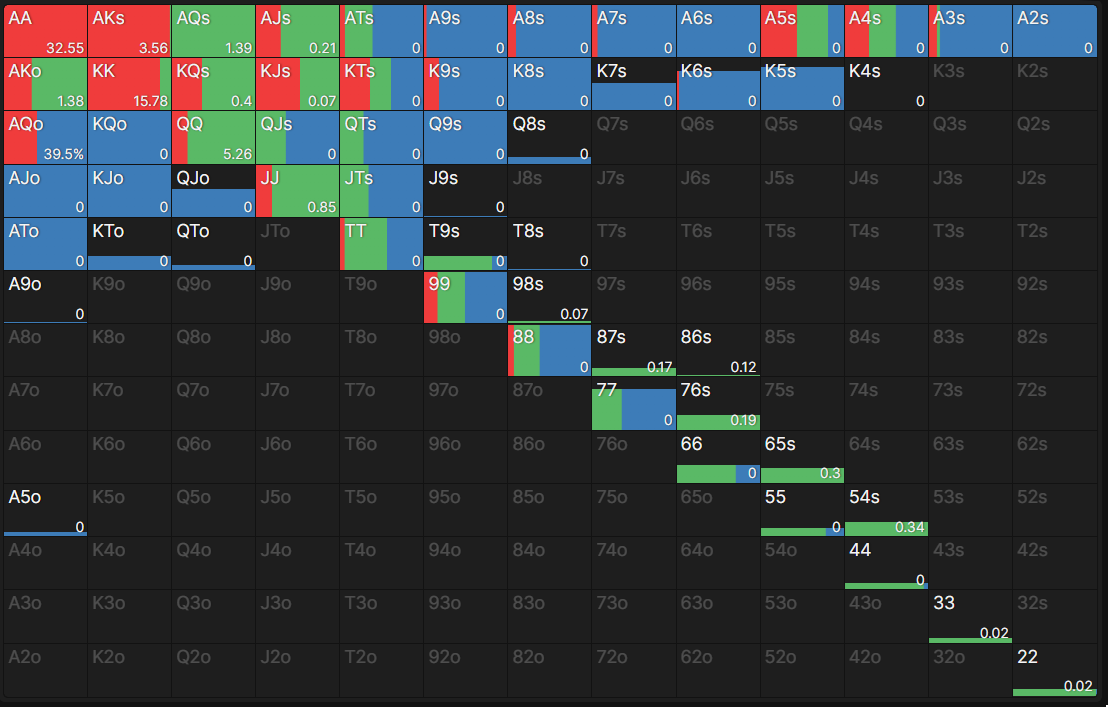 AA AKs AQs AJs ATs A9s A8s A7s A6s A5s A4s A3s A2s
32.55 3.56 1.39 0.21 0 0 0 0 0 0 0 0 0
AKo KK KQs KJs KTs K9s K8s K7s K6s K5s K4s K3s K2s
1.38 15.78 0.4 0.07 0 0 0 0 0 0 0
AQo KQo QQ QJs QTs Q9s Q8s Q7s Q6s Q5s Q4s Q3s Q2s
39.5% 0 5.26 0 0 0 0
AJo KJo QJo JJ JTs J9s J8s J7s J6s J5s J4s J3s J2s
0 0 0 0.85 0 0
ATo KTo QTo JTo TT T9s T8s T7s T6s T5s T4s T3s T2s
0 0 0 0 0 0
A9o K9o Q9o J9o T9o 99 98s 97s 96s 95s 94s 93s 92s
0 0 0.07
A8o K8o Q8o J8o T8o 98o 88 87s 86s 85s 84s 83s 82s
0 0.17 0.12
A7o K7o Q7o J7o T7o 97o 87o 77 76s 75s 74s 73s 72s
0 0.19
A6o K6o Q6o J6o T6o 96o 86o 76o 66 65s 64s 63s 62s
0 0.3
A5o K5o Q5o J5o T5o 95o 85o 75o 65o 55 54s 53s 52s
0 0 0.34
A4o K4o Q4o J4o T4o 94o 84o 74o 64o 54o 44 43s 42s
0
A3o K3o Q3o J3o T3o 93o 83o 73o 63o 53o 43o 33 32s
0.02
A2o K2o Q2o J2o T2o 92o 82o 72o 62o 52o 42o 32o 22
0.02